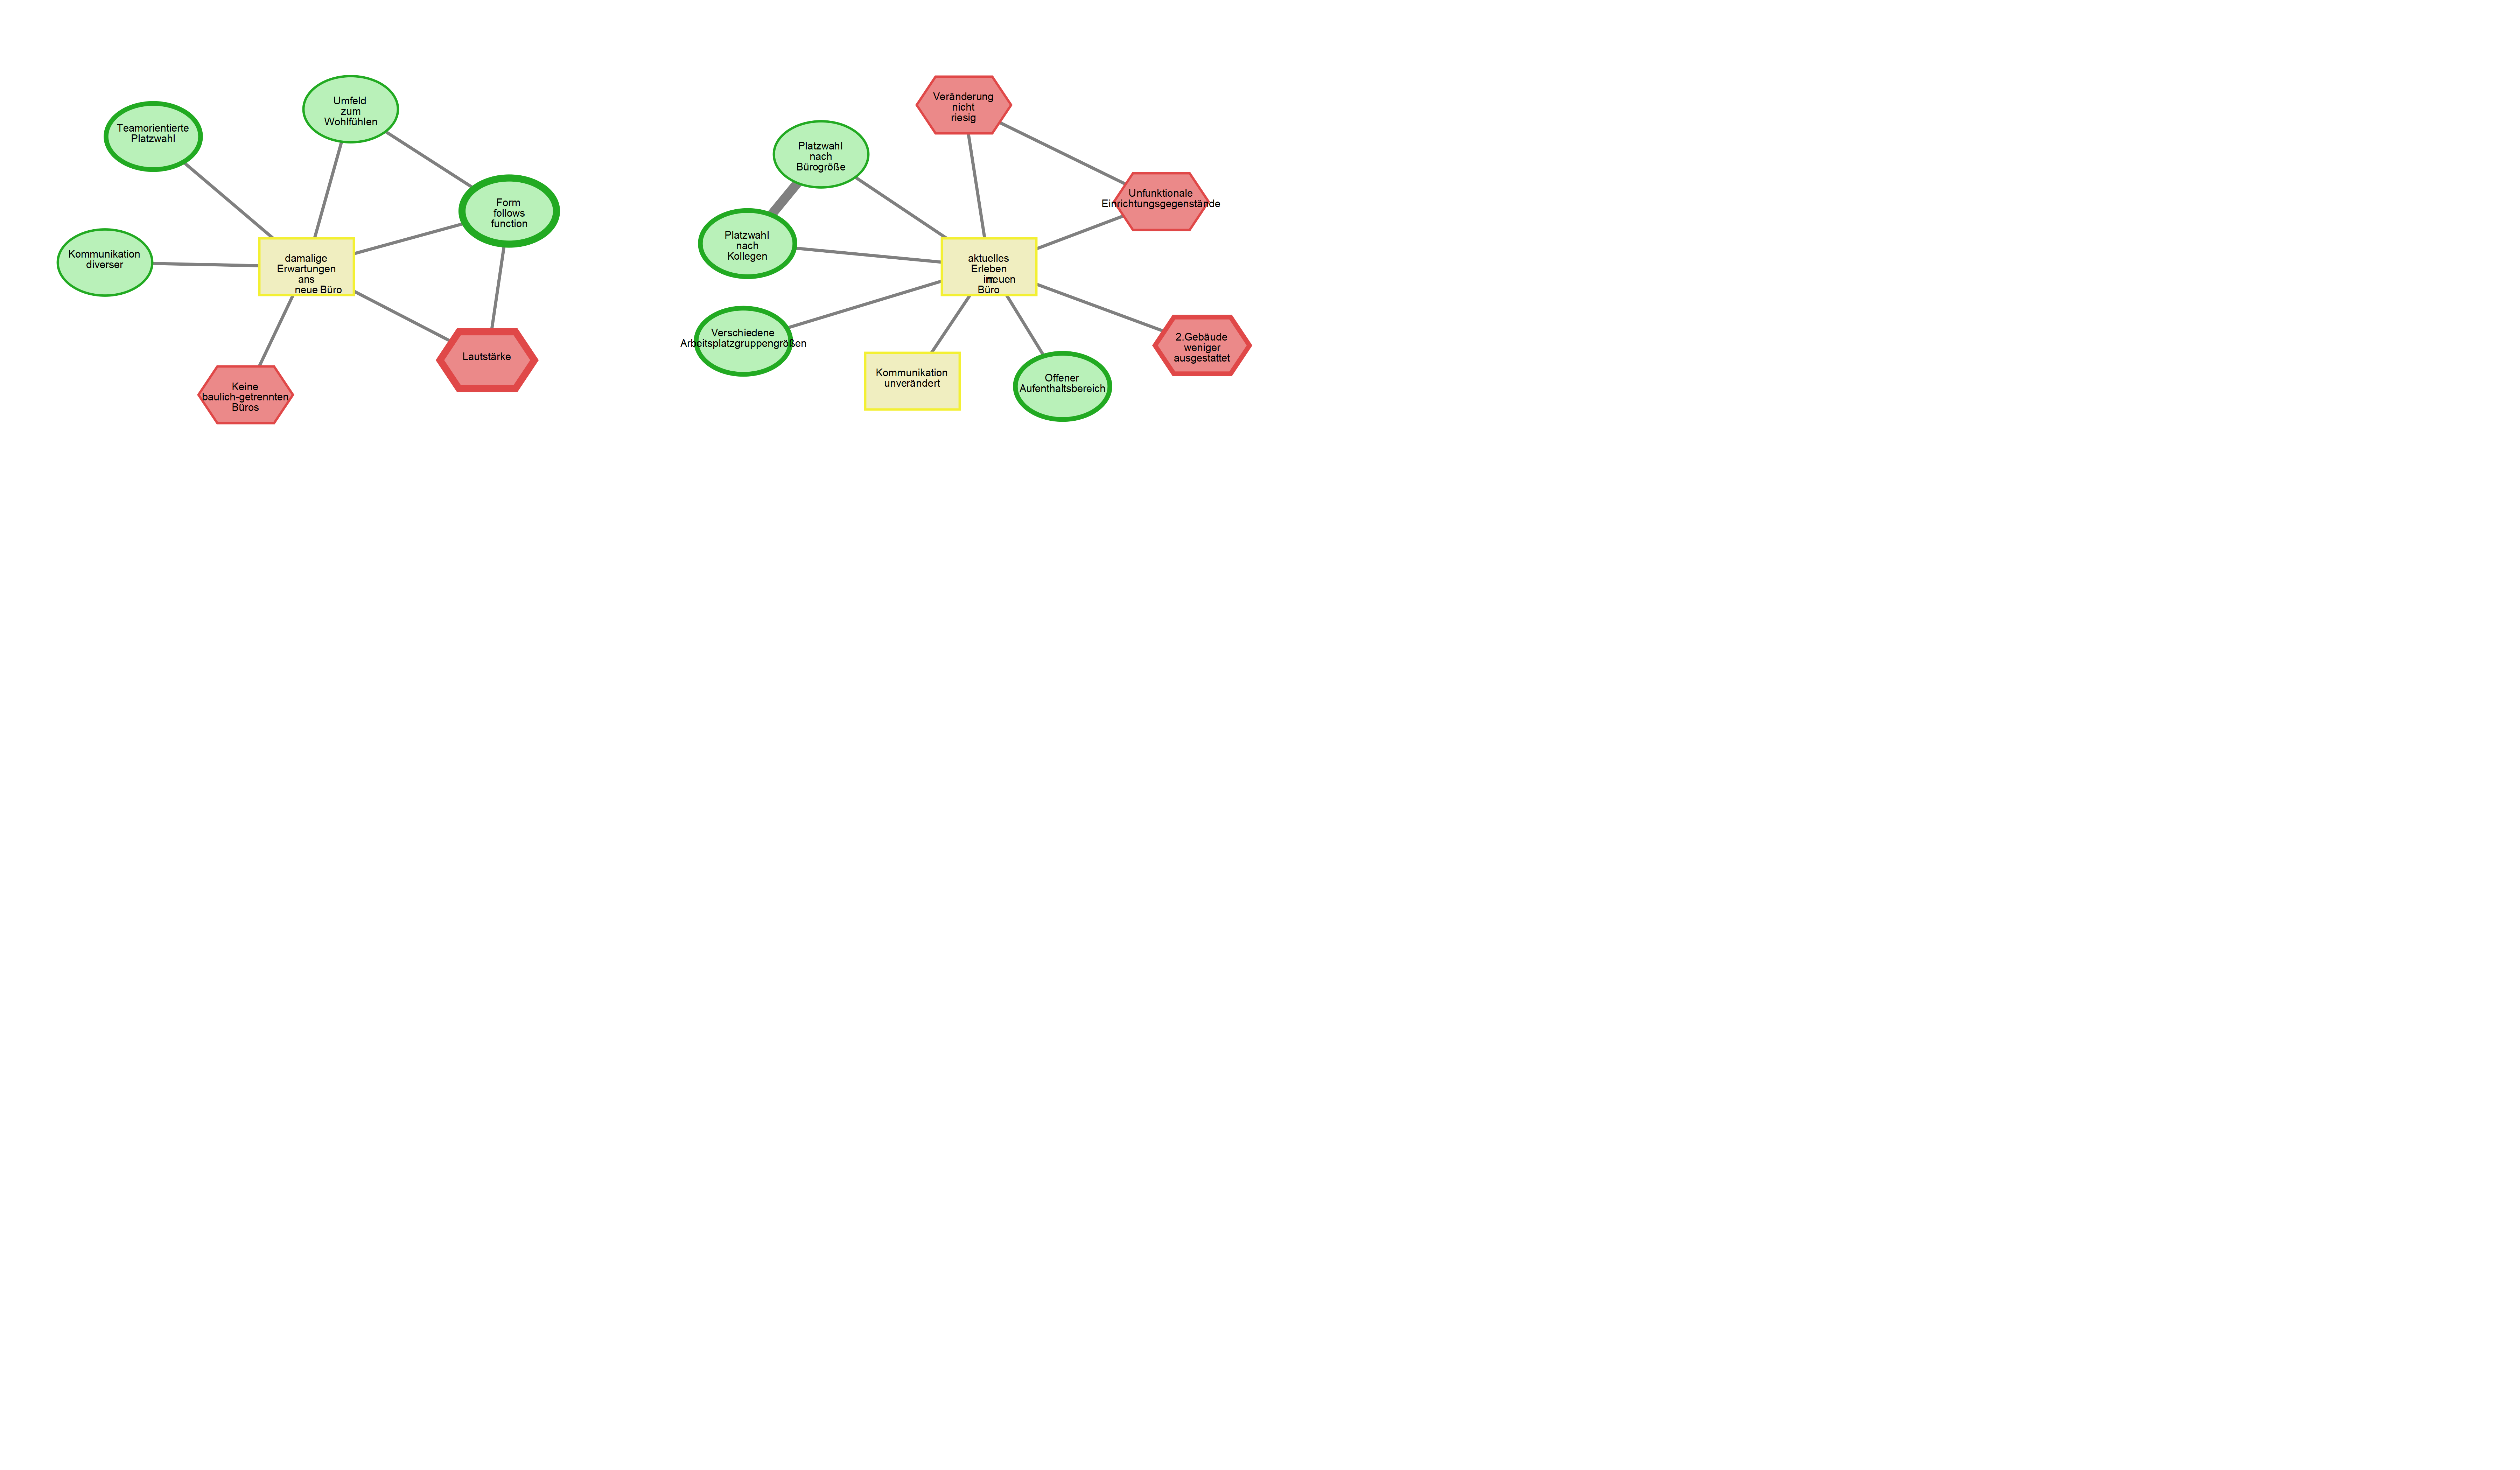 Umfeld
zum
Wohlfühlen
Teamorientierte
Platzwahl
Form
follows
function
Kommunikation
diverser
damalige
Erwartungen
ans
neue Büro
Lautstärke
Keine
baulich-getrennten
Büros
Veränderung
nicht
riesig
Platzwahl
nach
Bürogröße
Unfunktionale
Einrichtungsgegenstände
Platzwahl
nach
Kollegen
aktuelles
Erleben
im neuen
Büro
Verschiedene
Arbeitsplatzgruppengrößen
2.Gebäude
weniger
ausgestattet
Kommunikation
unverändert
Offener
Aufenthaltsbereich